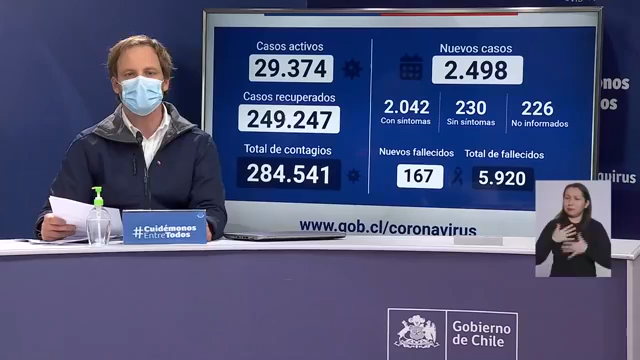 Casos activos
29.374
Nuevos casos
2.498
Casos recuperados
249.247
2.042
Con síntomas
230
Sin síntomas
226
No informados
Total de contagios
284.541
Nuevos fallecidos
167
Total de fallecidos
5.920
www.gob.cl/coronavirus
#Cuidémonos
EntreTodos
Gobierno
de Chile